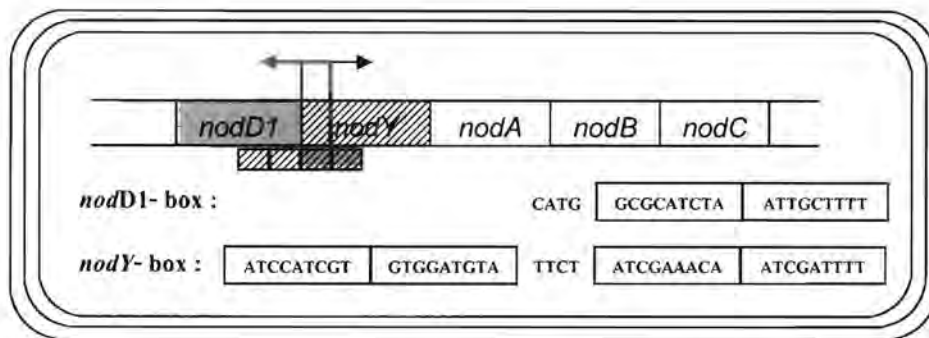 nodD1 nodY nodA nodB nodC
nodD1- box : CATG GCGCATCTA ATTGCTTTT
nodY- box : ATCCATCGT GTGGATGTA TTCT ATCGAAACA ATCGATTTT